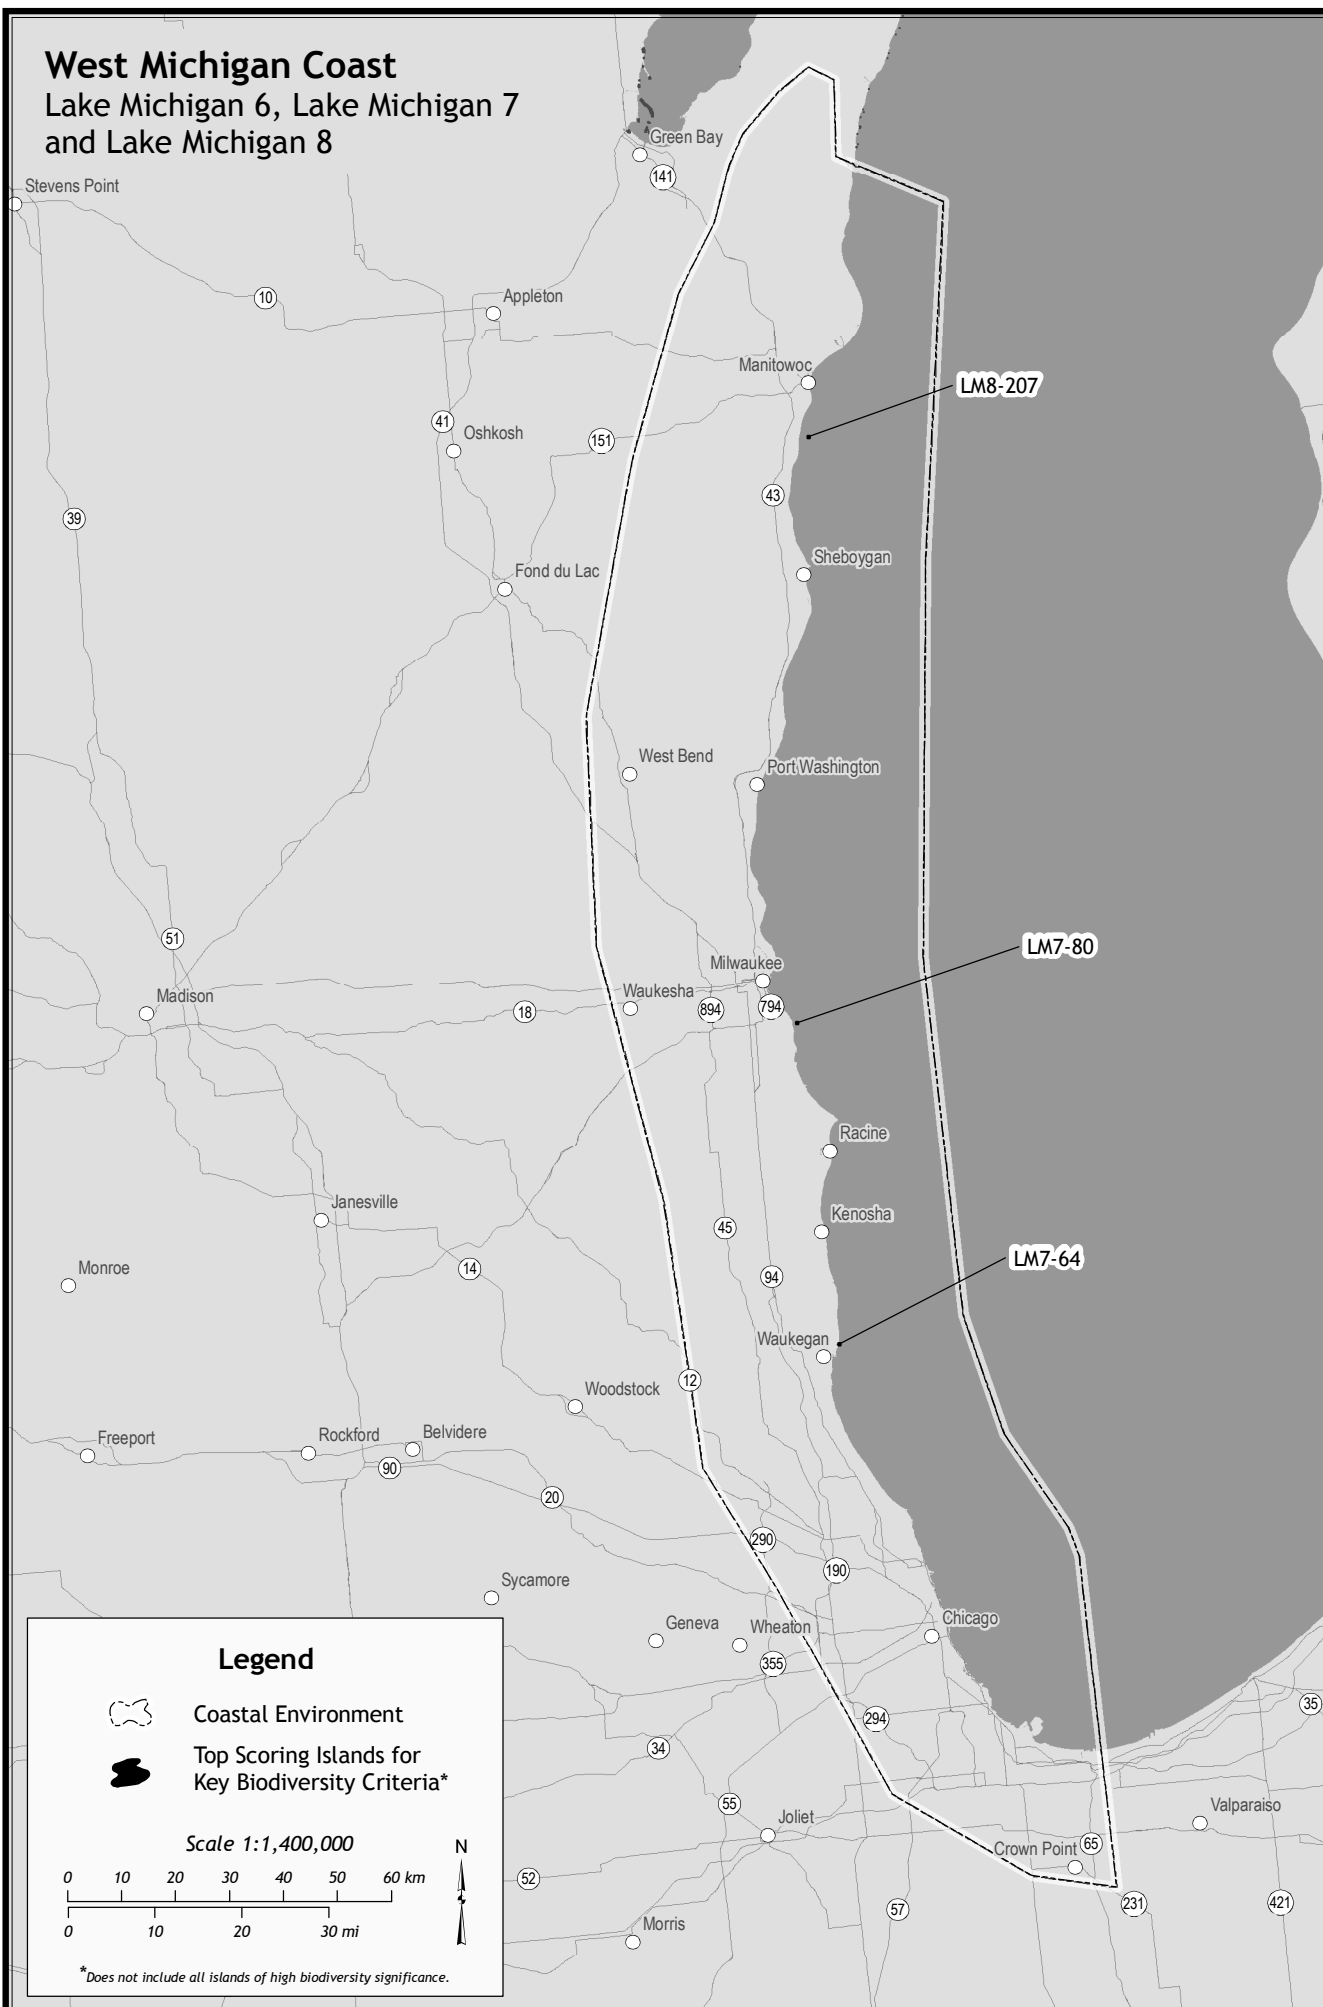 West Michigan Coast
Lake Michigan 6, Lake Michigan 7
and Lake Michigan 8
Green Bay
141
Stevens Point
10
Appleton
Manitowoc
LM8-207
41
Oshkosh
151
43
39
Sheboygan
Fond du Lac
West Bend
Port Washington
51
LM7-80
Milwaukee
Madison
Waukesha
18
894
794
Racine
Janesville
Kenosha
45
Monroe
14
94
LM7-64
Waukegan
12
Woodstock
Freeport
Rockford
Belvidere
90
20
290
190
Sycamore
Geneva
Wheaton
Chicago
355
35
294
34
55
Joliet
Valparaiso
Crown Point
65
52
57
231
421
Morris
Legend
Coastal Environment
Top Scoring Islands for
Key Biodiversity Criteria*
Scale 1:1,400,000
N
0 10 20 30 40 50 60 km
0 10 20 30 mi
*Does not include all islands of high biodiversity significance.